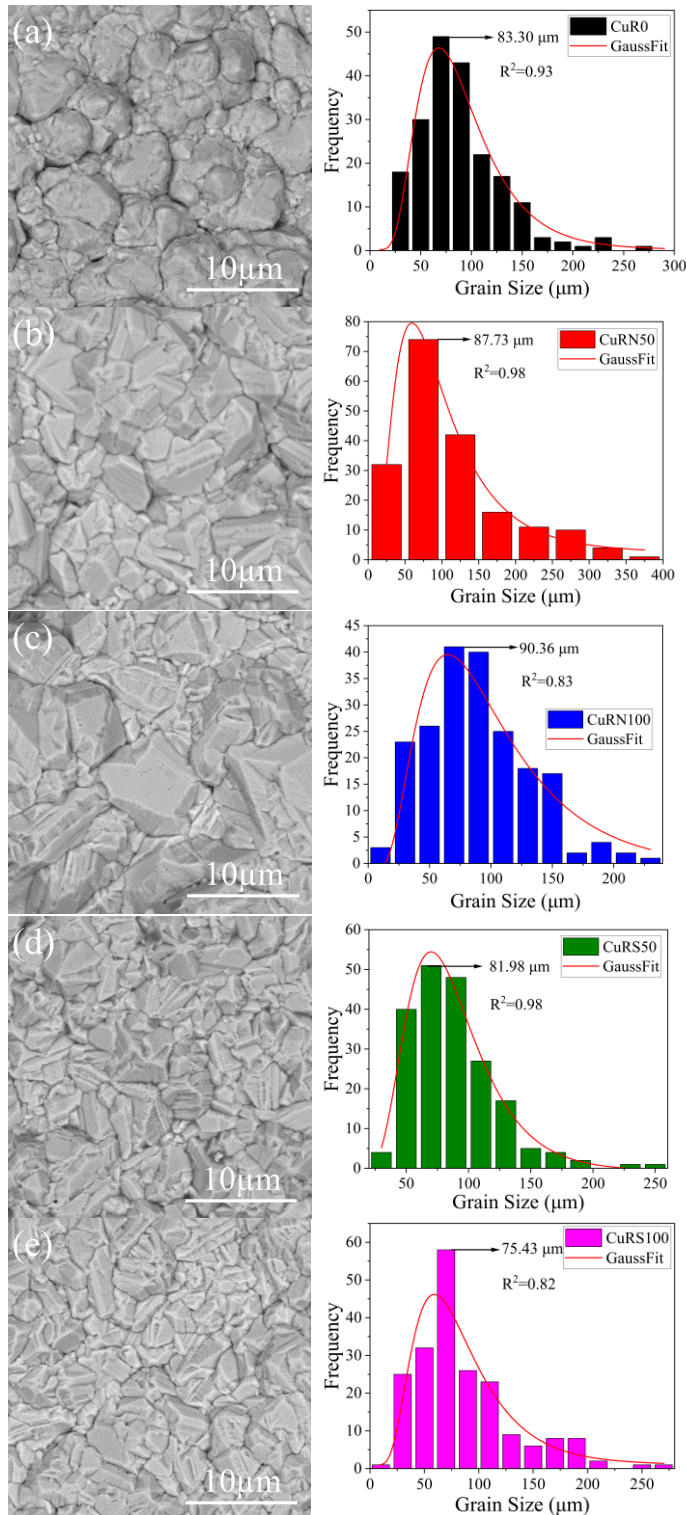 (a)
10μm
83.30 μm
R²=0.93
CuR0
GaussFit
Frequency
50
40
30
20
10
0
0 50 100 150 200 250 300
Grain Size (μm)
(b)
10μm
87.73 μm
R²=0.98
CuRN50
GaussFit
Frequency
80
70
60
50
40
30
20
10
0
0 50 100 150 200 250 300 350 400
Grain Size (μm)
(c)
10μm
90.36 μm
R²=0.83
CuRN100
GaussFit
Frequency
45
40
35
30
25
20
15
10
5
0
0 50 100 150 200
Grain Size (μm)
(d)
10μm
81.98 μm
R²=0.98
CuRS50
GaussFit
Frequency
60
50
40
30
20
10
0
50 100 150 200 250
Grain Size (μm)
(e)
10μm
75.43 μm
R²=0.82
CuRS100
GaussFit
Frequency
60
50
40
30
20
10
0
0 50 100 150 200 250
Grain Size (μm)